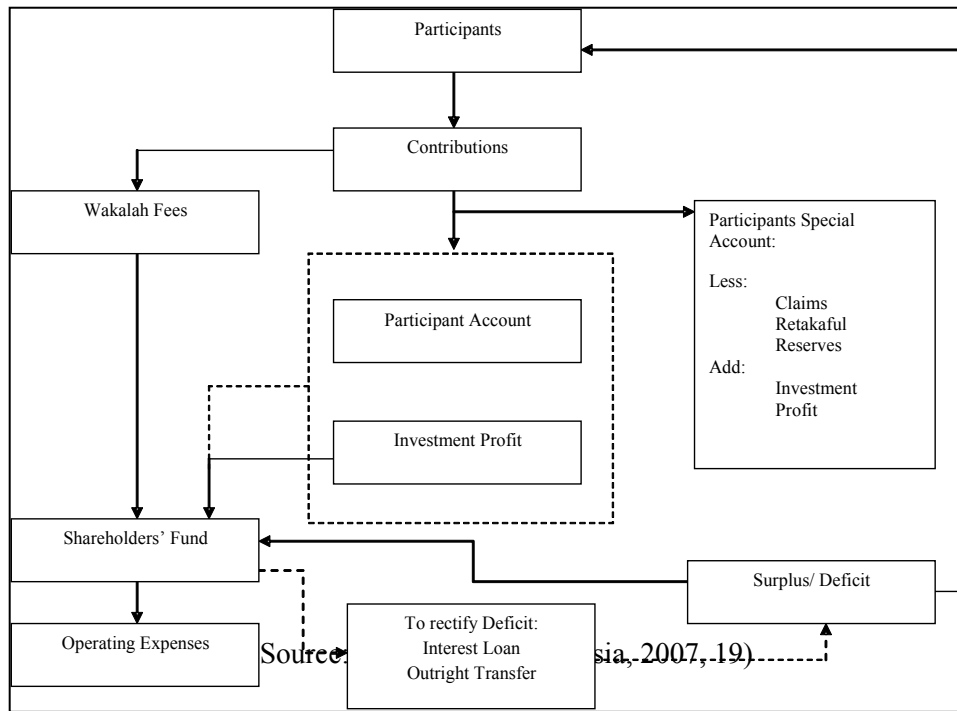 Participants
Contributions
Wakalah Fees
Participants Special
Account:
Less:
Claims
Retakaful
Reserves
Add:
Investment
Profit
Participant Account
Investment Profit
Shareholders’ Fund
Surplus/ Deficit
Operating Expenses
To rectify Deficit:
Interest Loan
Outright Transfer
Source: sia, 2007, 19)